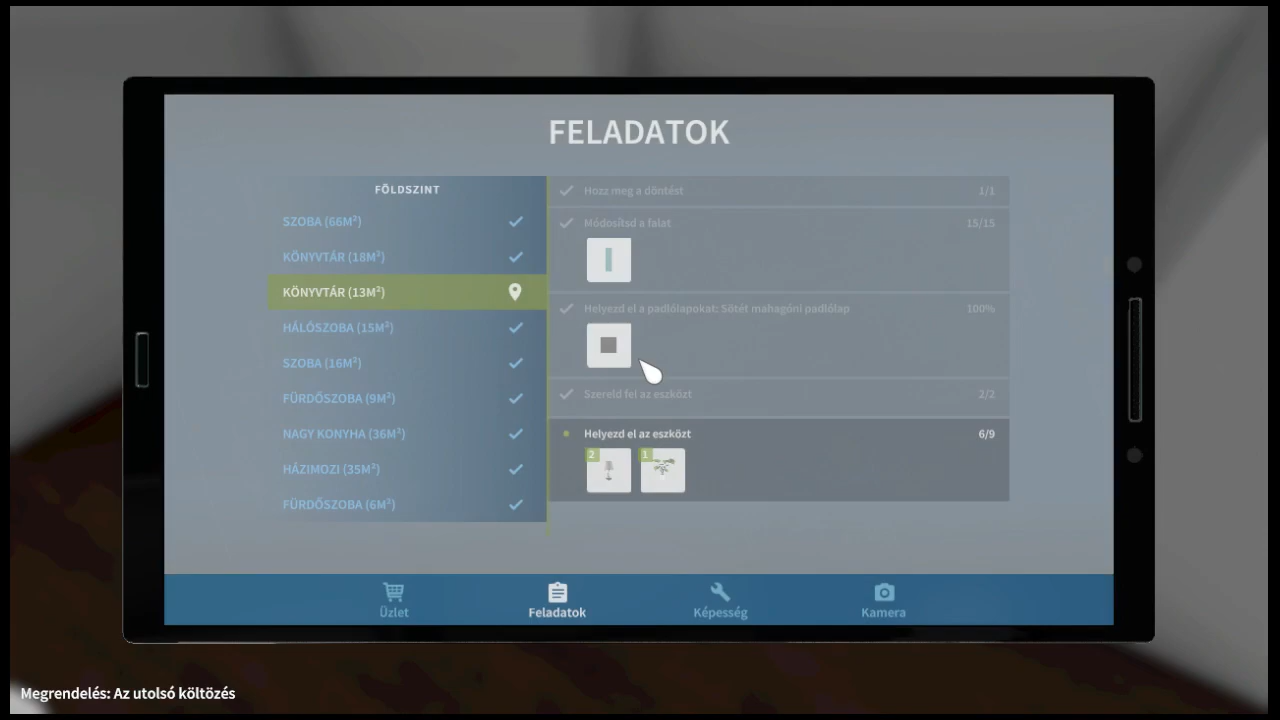 FELADATOK
FÖLDSZINT
SZOBA (66M²)
KÖNYVTÁR (18M²)
KÖNYVTÁR (13M²)
HÁLÓSZOBA (15M²)
SZOBA (16M²)
FÜRDŐSZOBA (9M²)
NAGY KONYHA (36M²)
HÁZIMOZI (35M²)
FÜRDŐSZOBA (6M²)
Hozz meg a döntést 1/1
Módosítsd a falat 15/15
Helyezd el a padlólapokat: Sötét mahagóni padlólap 100%
Szereld fel az eszközt 2/2
Helyezd el az eszközt 6/9
2 1
Üzlet Feladatok Képesség Kamera
Megrendelés: Az utolsó költözés